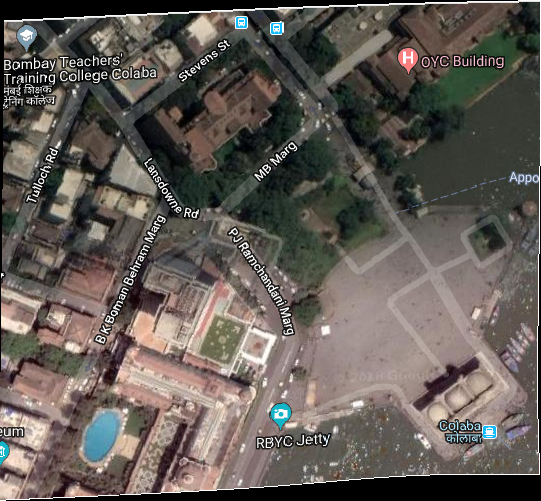 Bombay Teachers'
Training College Colaba
मुंबई शिक्षक
ट्रेनिंग कॉलेज
Stevens St
OYC Building
Tulloch Rd
Lansdowne Rd
MB Marg
Appo
B K Boman Behram Marg
PJ Ramchandani Marg
RBYC Jetty
Colaba
कोलाबा
eum